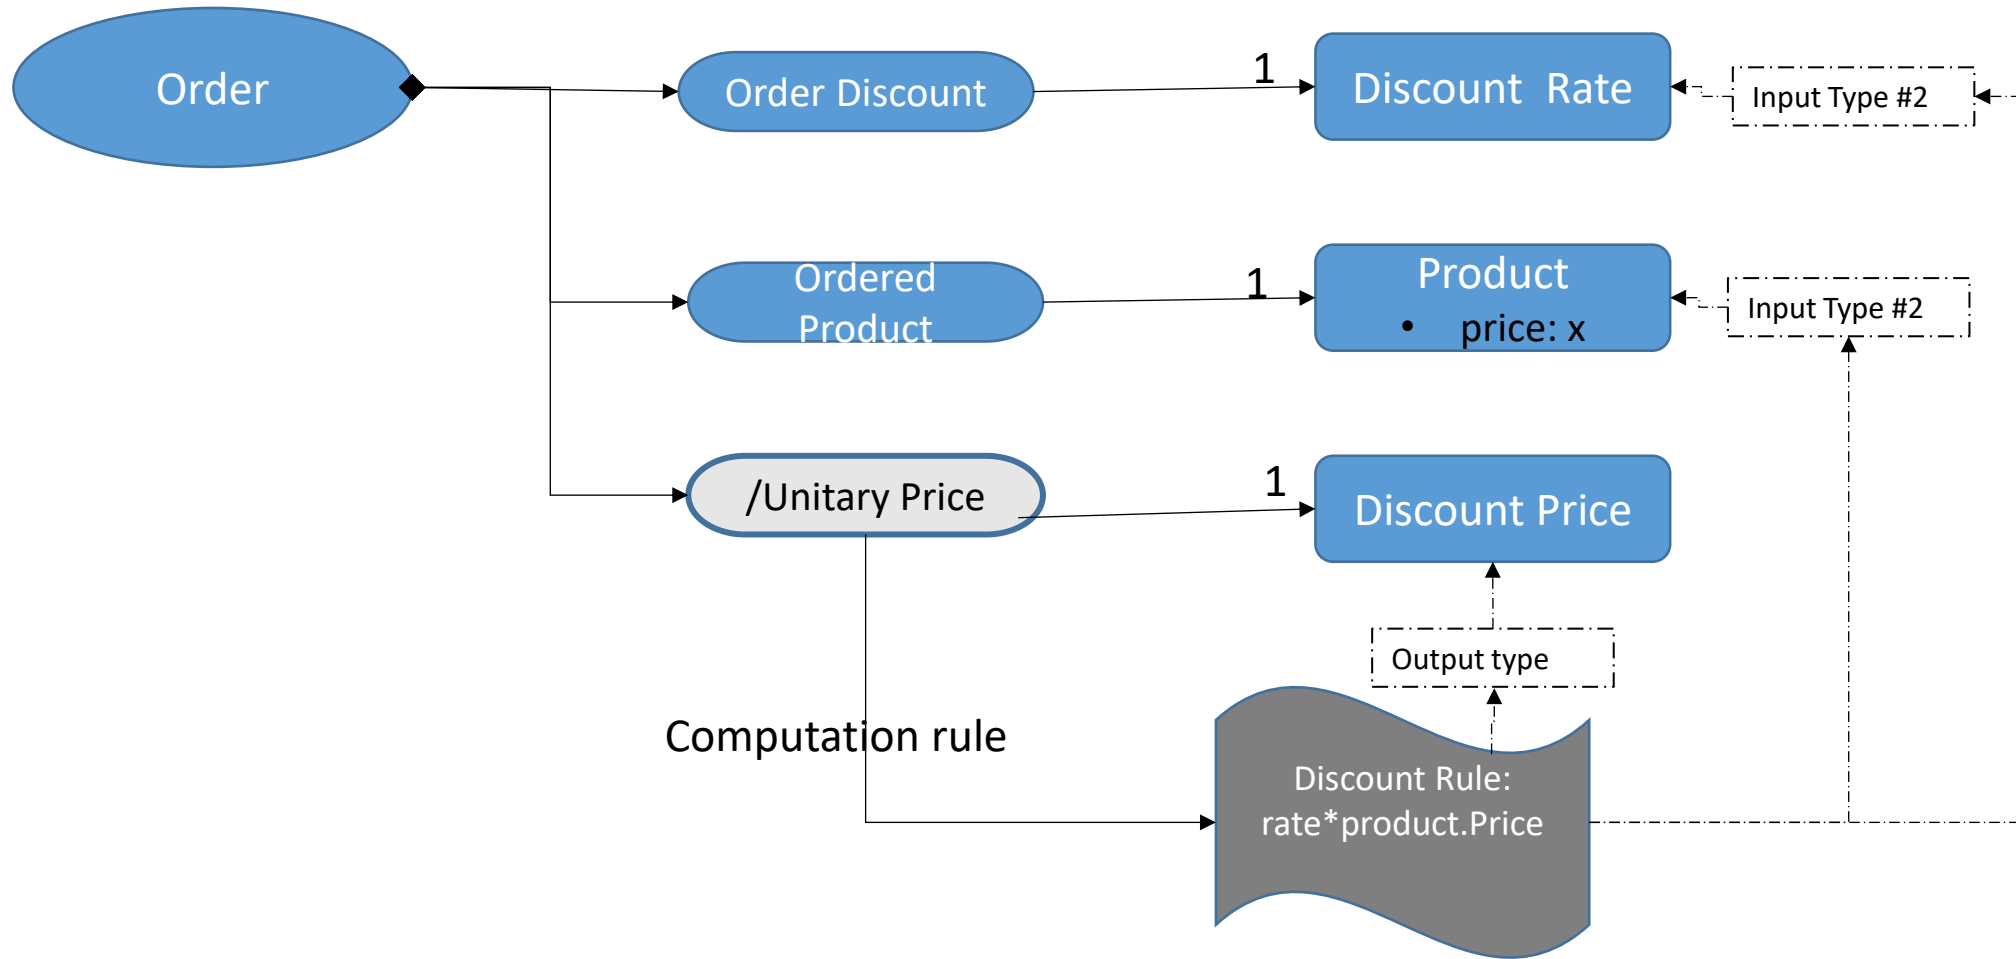 Order
Order Discount
1
Discount Rate
Input Type #2
Ordered
Product
1
Product
• price: x
Input Type #2
/Unitary Price
1
Discount Price
Output type
Computation rule
Discount Rule:
rate*product.Price